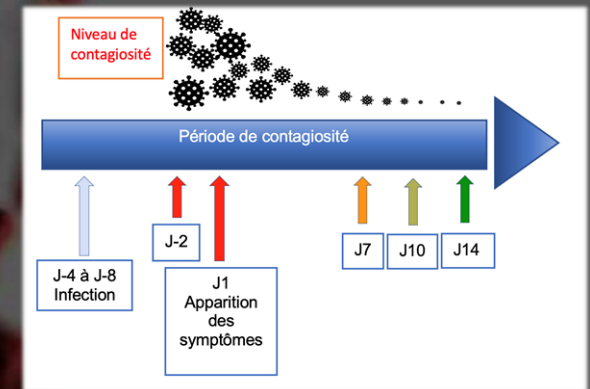 Niveau de
contagiosité
Période de contagiosité
J-4 à J-8
Infection
J-2
J1
Apparition
des
symptômes
J7
J10
J14